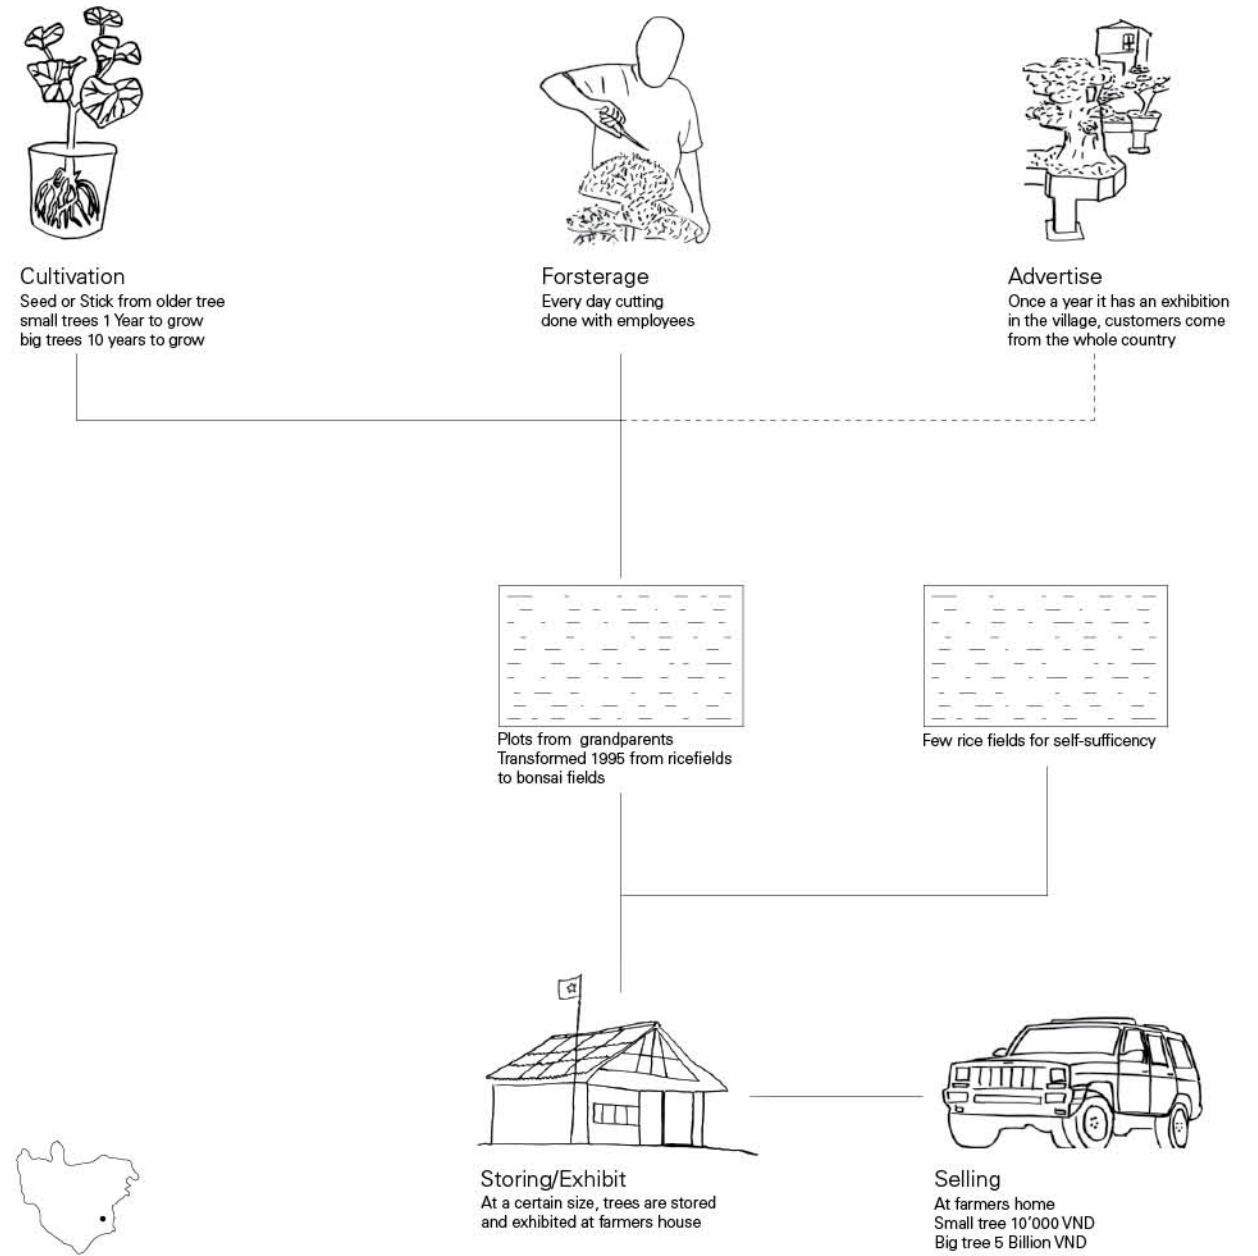 Cultivation
Seed or Stick from older tree
small trees 1 Year to grow
big trees 10 years to grow
Forsterage
Every day cutting
done with employees
Advertise
Once a year it has an exhibition
in the village, customers come
from the whole country
Plots from grandparents
Transformed 1995 from ricefields
to bonsai fields
Few rice fields for self-sufficency
Storing/Exhibit
At a certain size, trees are stored
and exhibited at farmers house
Selling
At farmers home
Small tree 10'000 VND
Big tree 5 Billion VND